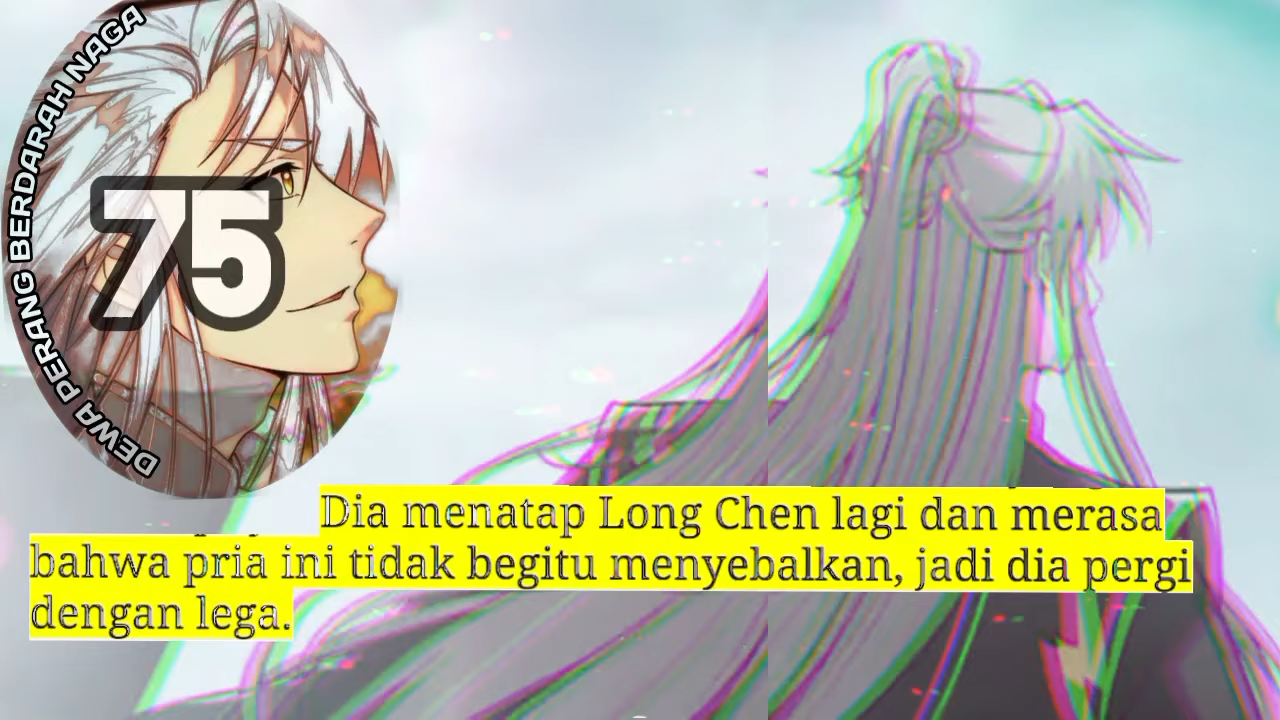 DEWA PERANG BERDARAH NAGA
75
Dia menatap Long Chen lagi dan merasa
bahwa pria ini tidak begitu menyebalkan, jadi dia pergi
dengan lega.